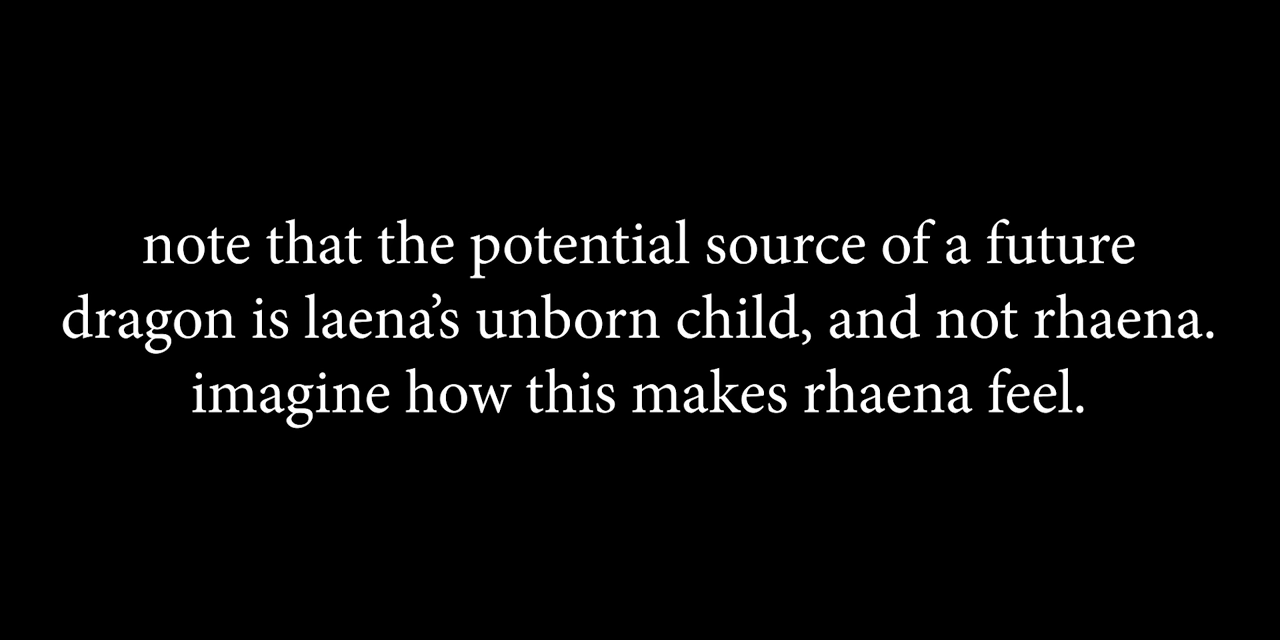 note that the potential source of a future
dragon is laena’s unborn child, and not rhaena.
imagine how this makes rhaena feel.